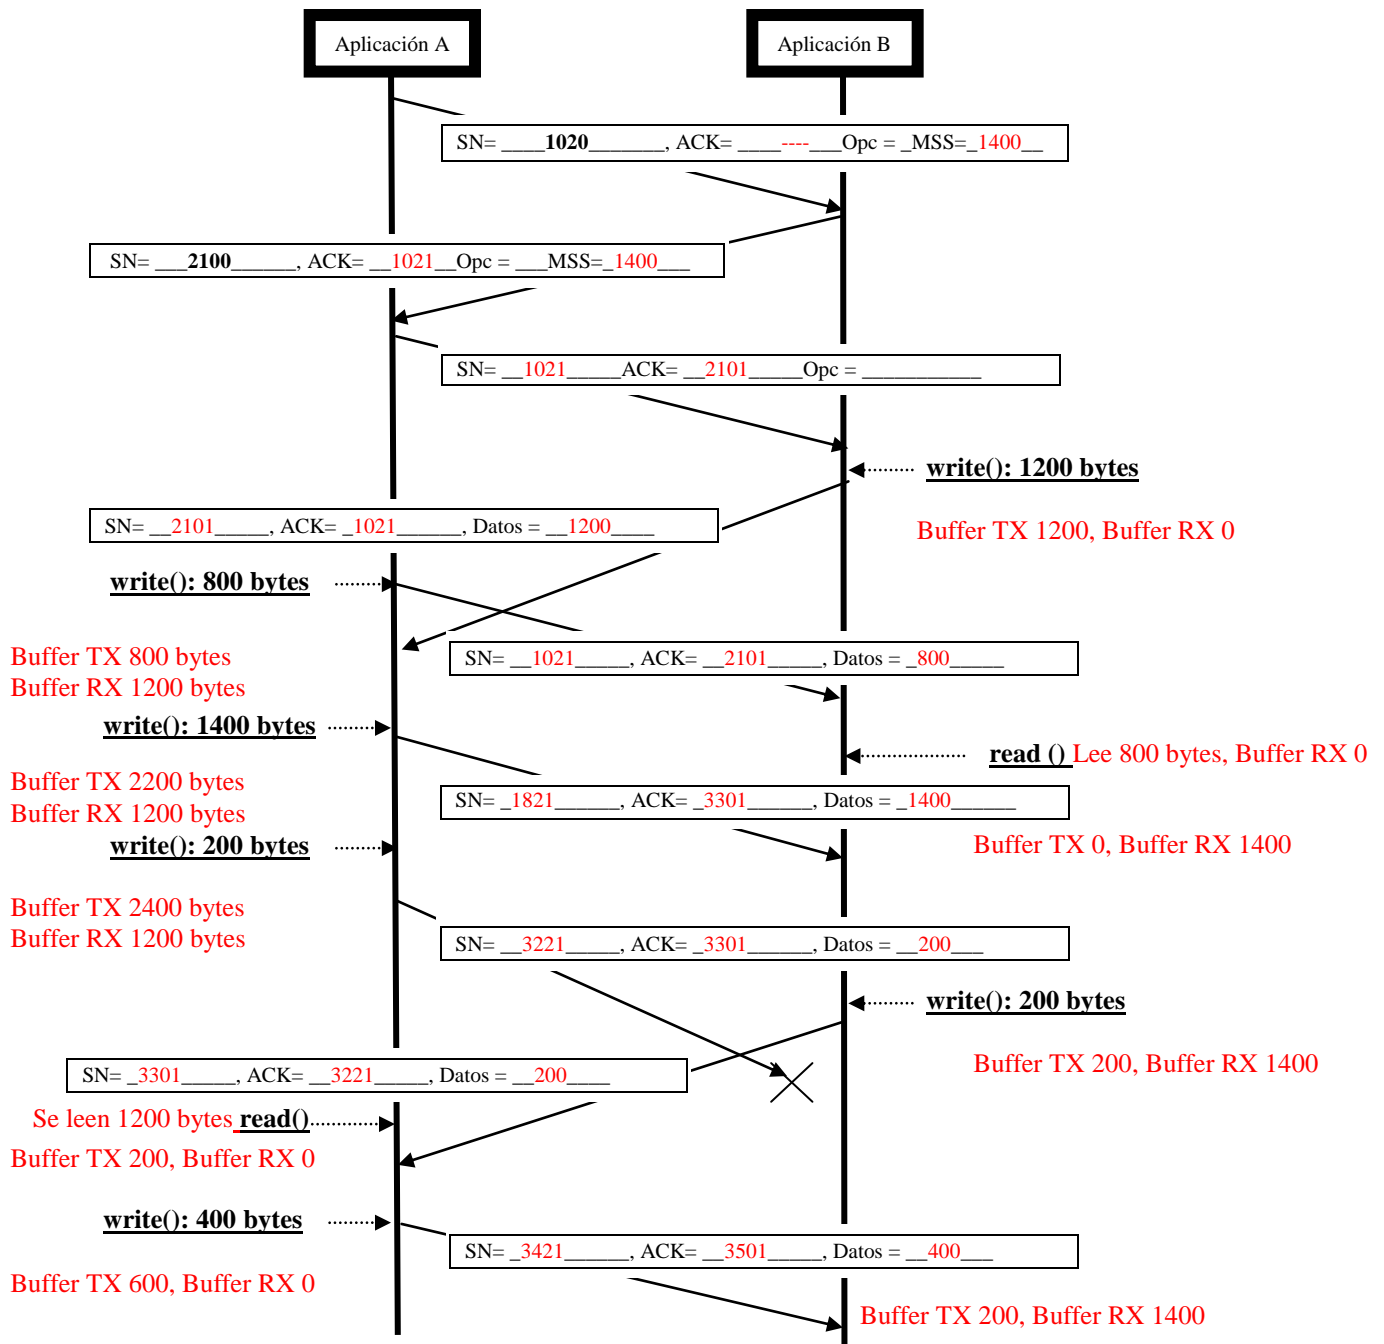 Aplicación A
Aplicación B
SN= ____1020_______, ACK= ____----___Opc = _MSS=_1400__
SN= ___2100______, ACK= __1021__Opc = ___MSS=_1400___
SN= __1021_____ACK= __2101_____Opc = ___________
write(): 1200 bytes
SN= __2101_____, ACK= _1021______, Datos = __1200____
Buffer TX 1200, Buffer RX 0
write(): 800 bytes
Buffer TX 800 bytes
SN= __1021_____, ACK= __2101_____, Datos = _800_____
Buffer RX 1200 bytes
write(): 1400 bytes
read () Lee 800 bytes, Buffer RX 0
Buffer TX 2200 bytes
SN= _1821______, ACK= _3301______, Datos = _1400______
Buffer RX 1200 bytes
write(): 200 bytes
Buffer TX 0, Buffer RX 1400
Buffer TX 2400 bytes
Buffer RX 1200 bytes
SN= __3221_____, ACK= _3301______, Datos = __200___
write(): 200 bytes
Buffer TX 200, Buffer RX 1400
SN= _3301_____, ACK= __3221_____, Datos = __200____
Se leen 1200 bytes read()
Buffer TX 200, Buffer RX 0
write(): 400 bytes
SN= _3421______, ACK= __3501_____, Datos = __400___
Buffer TX 600, Buffer RX 0
Buffer TX 200, Buffer RX 1400